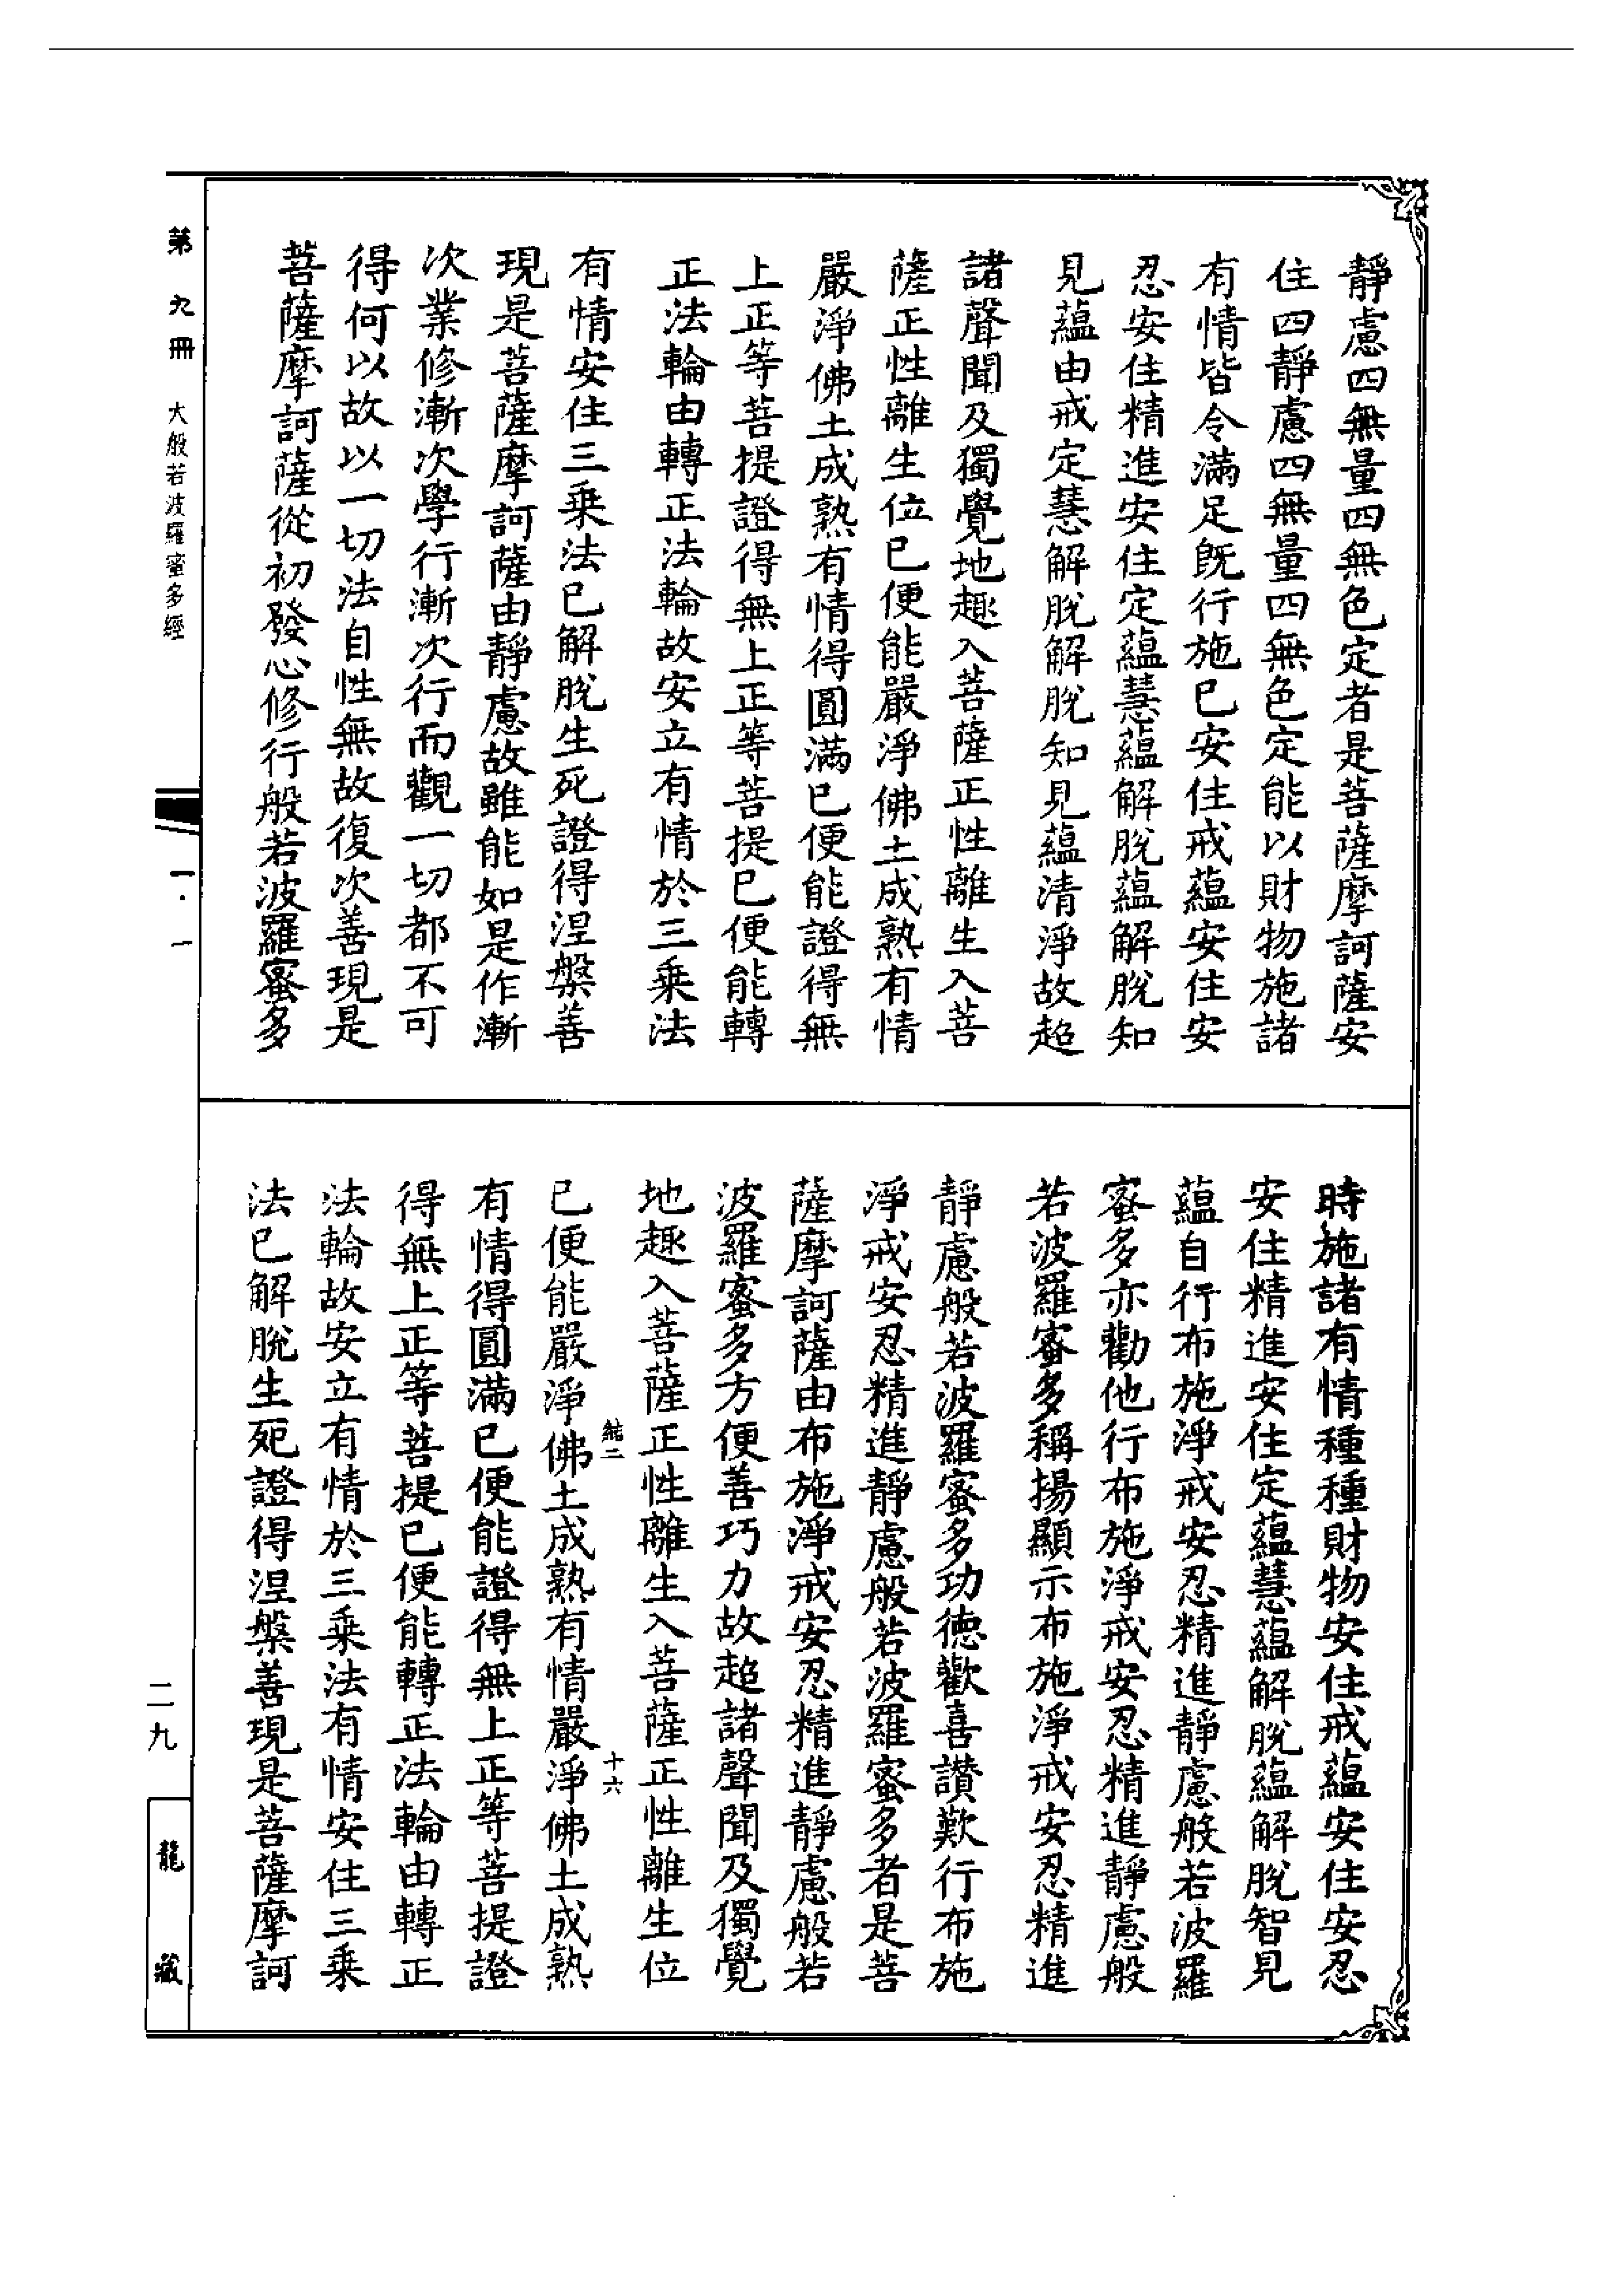 靜慮四無量四無色定者是菩薩摩訶薩安
住四靜慮四無量四無色定能以財物施諸
有情皆令滿足既行施已安住戒蘊安住安
忍安住精進安住定蘊慧蘊解脫蘊解脫知
見蘊由戒定慧解脫解脫知見蘊清淨故超
諸聲聞及獨覺地趣入菩薩正性離生入菩
薩正性離生位已便能嚴淨佛土成熟有情
嚴淨佛土成熟有情得圓滿已便能證得無
上正等菩提證得無上正等菩提已便能轉
正法輪由轉正法輪故安立有情於三乘法
有情安住三乘法已解脫生死證得涅槃善
現是菩薩摩訶薩由靜慮故雖能如是作漸
次業修漸次學行漸次行而觀一切都不可
得何以故以一切法自性無故復次善現是
菩薩摩訶薩從初發心修行般若波羅蜜多
時施諸有情種種財物安住戒蘊安住安忍
安住精進安住定蘊慧蘊解脫蘊解脫智見
蘊自行布施淨戒安忍精進靜慮般若波羅
蜜多亦勸他行布施淨戒安忍精進靜慮般
若波羅蜜多稱揚顯示布施淨戒安忍精進
靜慮般若波羅蜜多功德歡喜讚歎行布施
淨戒安忍精進靜慮般若波羅蜜多者是菩
薩摩訶薩由布施淨戒安忍精進靜慮般若
波羅蜜多方便善巧力故超諸聲聞及獨覺
地趣入菩薩正性離生入菩薩正性離生位
已便能嚴淨佛土成熟有情嚴淨佛土成熟
有情得圓滿已便能證得無上正等菩提證
得無上正等菩提已便能轉正法輪由轉正
法輪故安立有情於三乘法有情安住三乘
法已解脫生死證得涅槃善現是菩薩摩訶
二
十六
第九冊 大般若波羅蜜多經
一·一
二九
龍藏